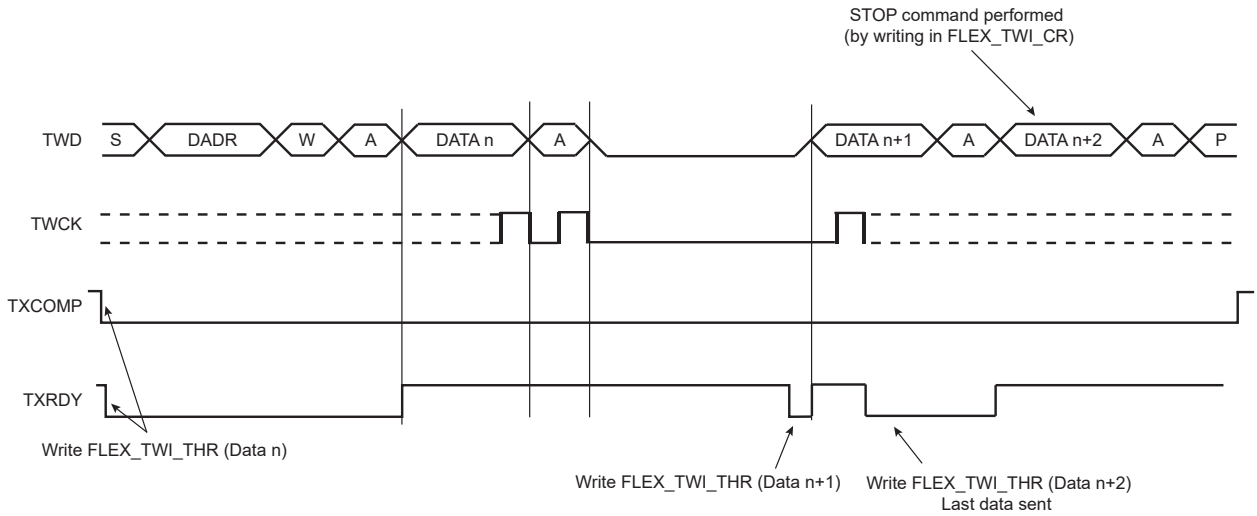 STOP command performed
(by writing in FLEX_TWI_CR)
TWD S DADR W A DATA n A DATA n+1 A DATA n+2 A P
TWCK
TXCOMP
TXRDY
Write FLEX_TWI_THR (Data n)
Write FLEX_TWI_THR (Data n+1) Write FLEX_TWI_THR (Data n+2)
Last data sent